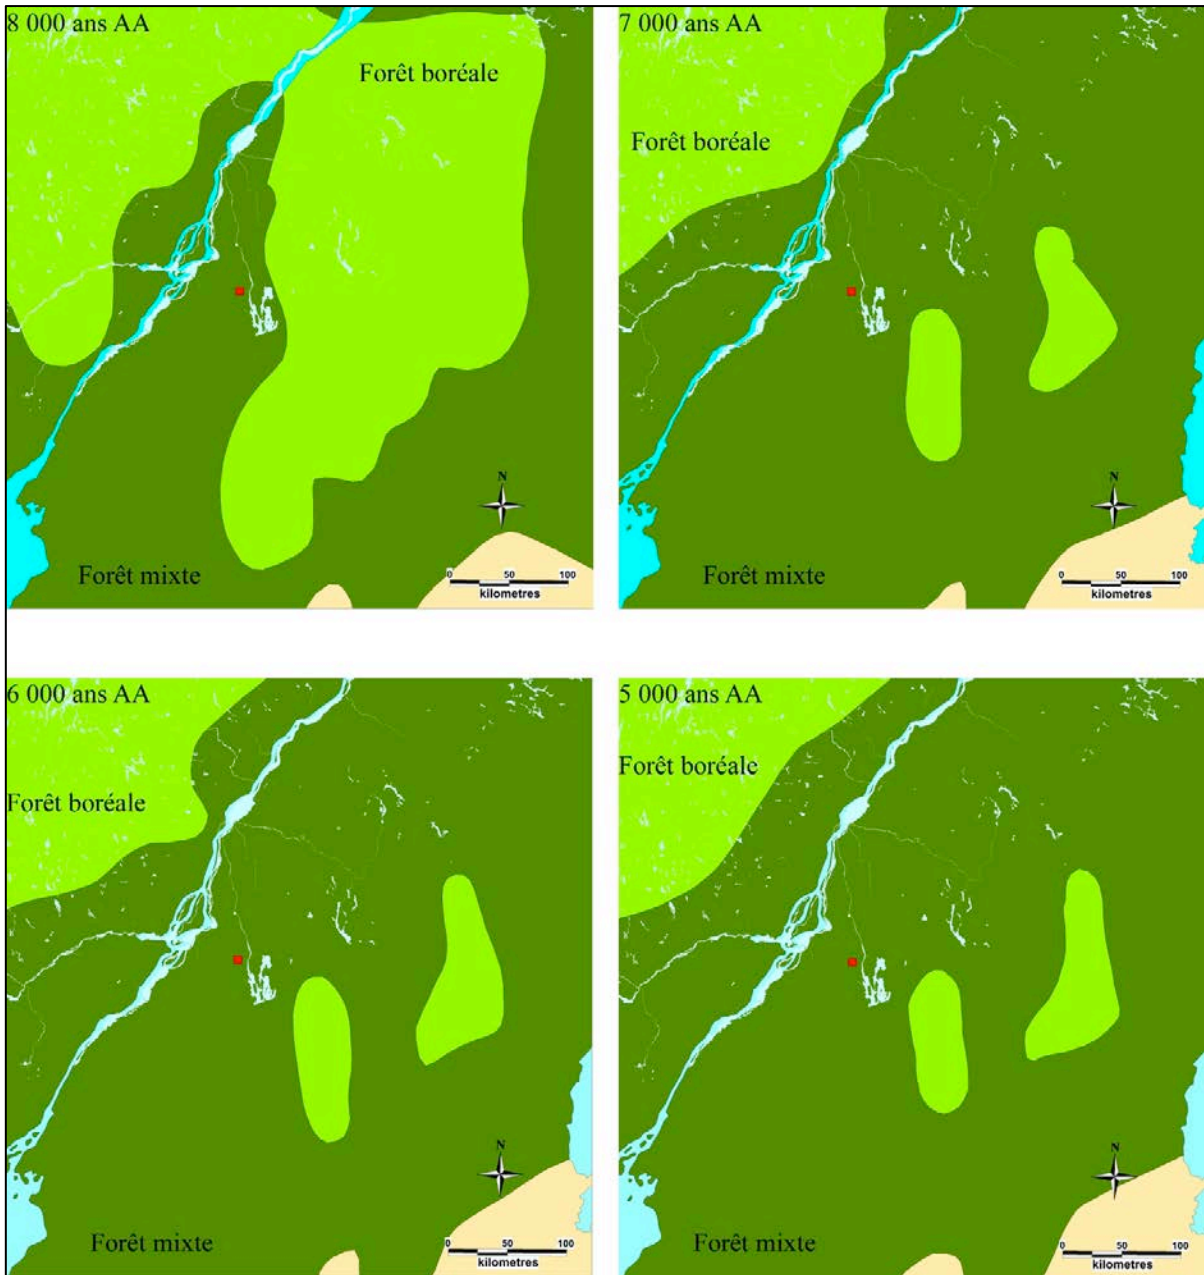 8 000 ans AA
Forêt boréale
N
0 50 100
kilometres
Forêt mixte
7 000 ans AA
Forêt boréale
N
0 50 100
kilometres
Forêt mixte
6 000 ans AA
Forêt boréale
N
0 50 100
kilometres
Forêt mixte
5 000 ans AA
Forêt boréale
N
0 50 100
kilometres
Forêt mixte